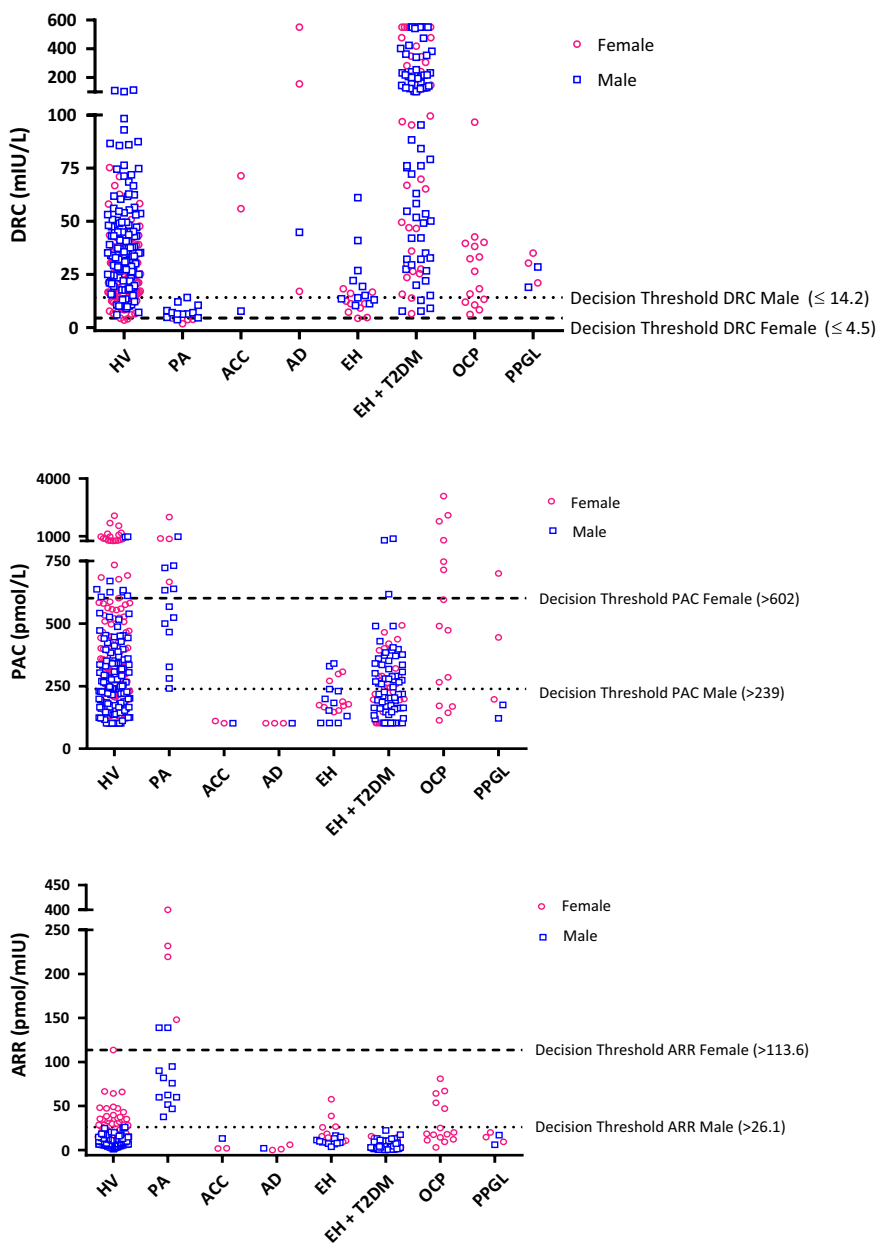 600
400
200
100
75
50
25
0
DRC (mIU/L)
Female
Male
Decision Threshold DRC Male (≤ 14.2)
Decision Threshold DRC Female (≤ 4.5)
HV
PA
ACC
AD
EH
EH + T2DM
OCP
PPGL
4000
1000
750
500
250
0
PAC (pmol/L)
Female
Male
Decision Threshold PAC Female (>602)
Decision Threshold PAC Male (>239)
HV
PA
ACC
AD
EH
EH + T2DM
OCP
PPGL
450
400
250
200
150
100
50
0
ARR (pmol/mIU)
Female
Male
Decision Threshold ARR Female (>113.6)
Decision Threshold ARR Male (>26.1)
HV
PA
ACC
AD
EH
EH + T2DM
OCP
PPGL